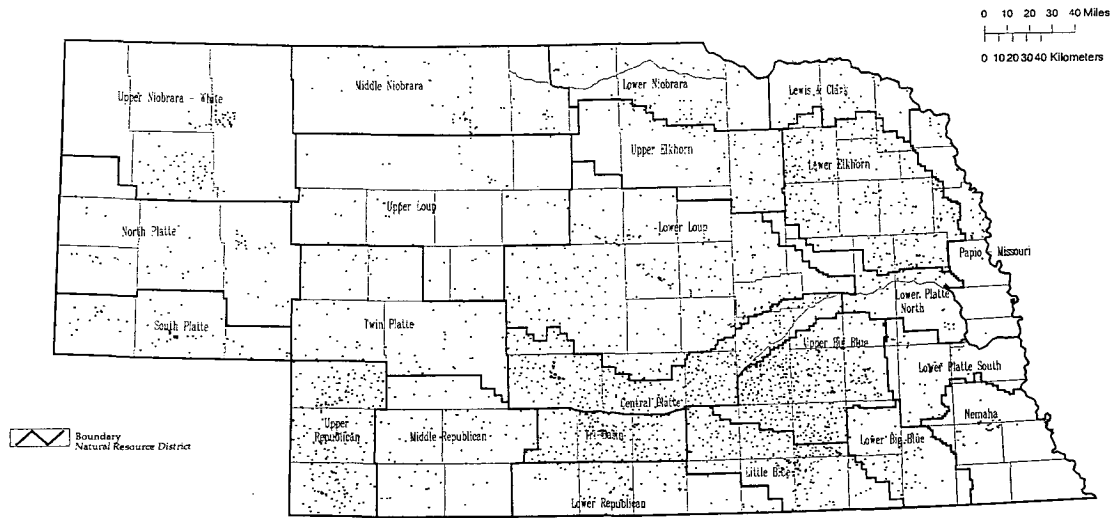 0 10 20 30 40 Miles
0 10 20 30 40 Kilometers
Upper Niobrara - White
Middle Niobrara
Lower Niobrara
Lewis & Clark
Upper Elkhorn
Lower Elkhorn
North Platte
Upper Loup
Lower Loup
Papio Missouri
South Platte
Twin Platte
Lower Platte
North
Upper Big Blue
Lower Platte South
Central Platte
Nemaha
Upper
Republican
Middle Republican
Tri-Basin
Lower Big Blue
Little Blue
Lower Republican
Boundary
Natural Resource District